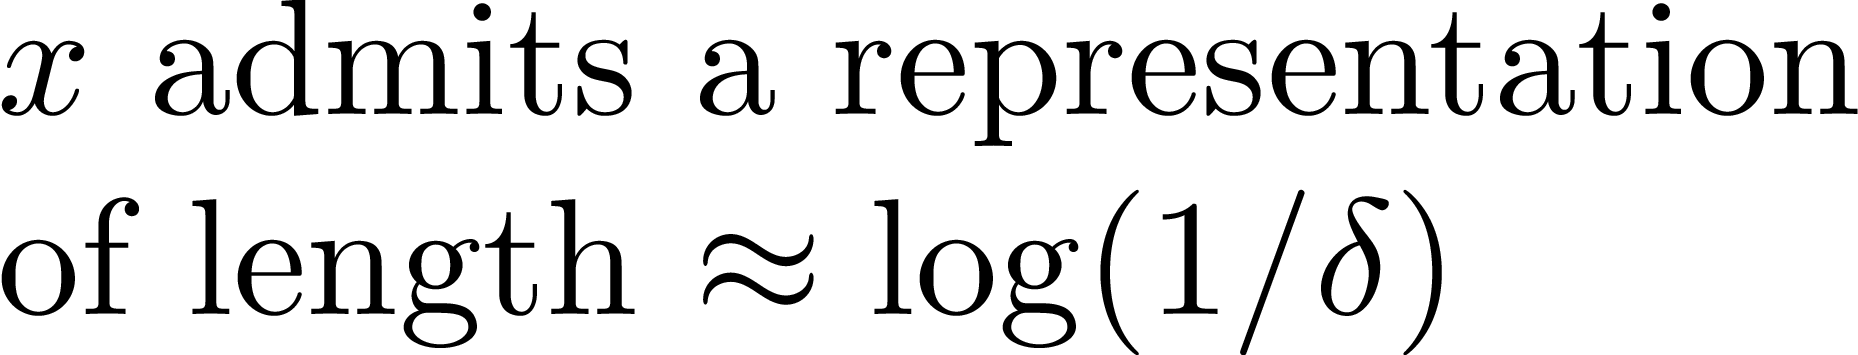 x admits a representation
of length ≈ log(1/δ)